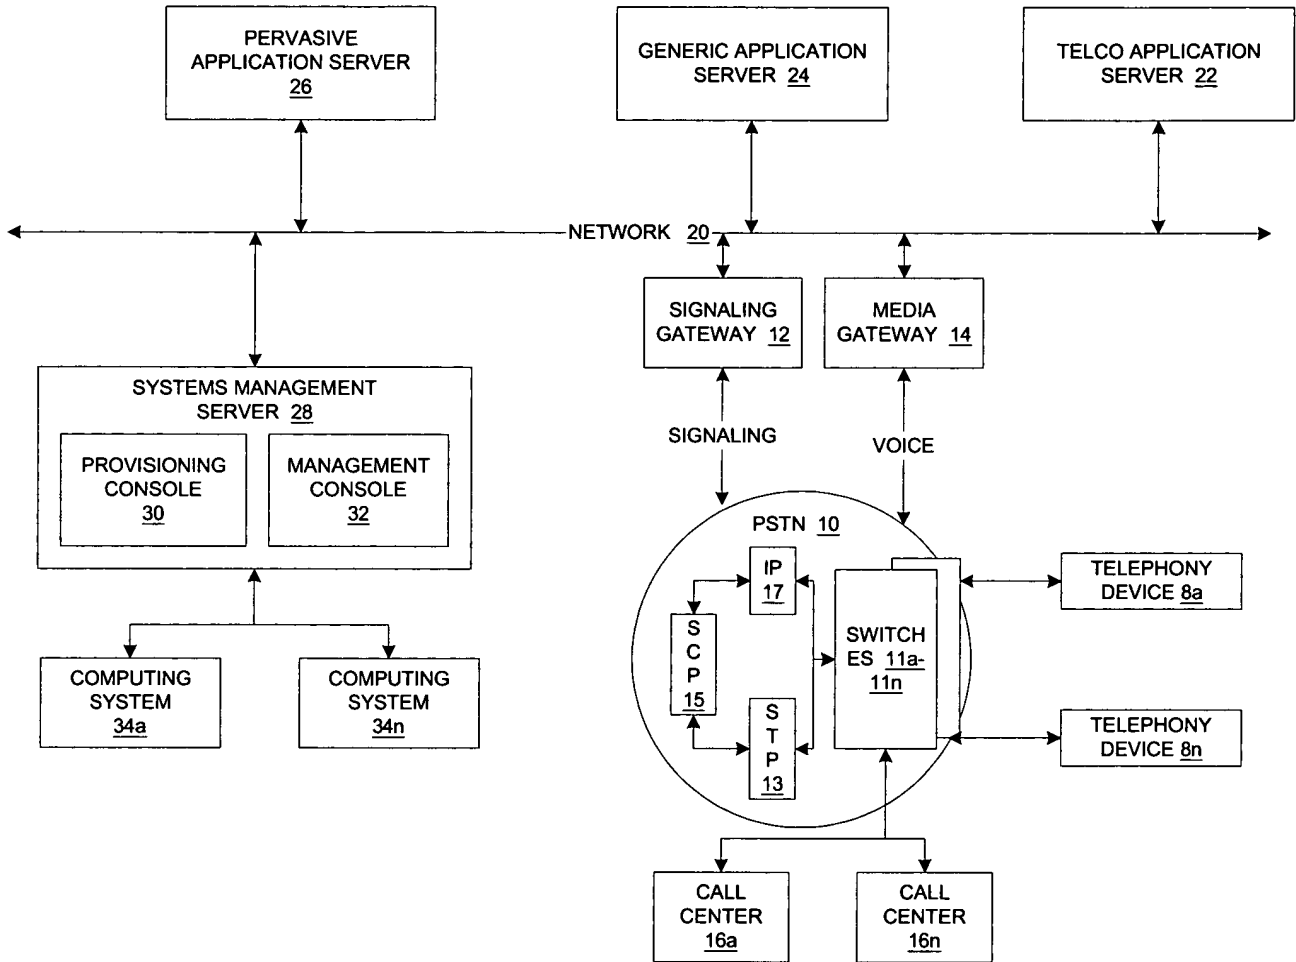 PERVASIVE
APPLICATION SERVER
26
GENERIC APPLICATION
SERVER 24
TELCO APPLICATION
SERVER 22
NETWORK 20
SIGNALING
GATEWAY 12
MEDIA
GATEWAY 14
SYSTEMS MANAGEMENT
SERVER 28
PROVISIONING
CONSOLE
30
MANAGEMENT
CONSOLE
32
SIGNALING
VOICE
PSTN 10
IP
17
S
C
P
15
S
T
P
13
SWITCH
ES 11a-
11n
TELEPHONY
DEVICE 8a
TELEPHONY
DEVICE 8n
COMPUTING
SYSTEM
34a
COMPUTING
SYSTEM
34n
CALL
CENTER
16a
CALL
CENTER
16n